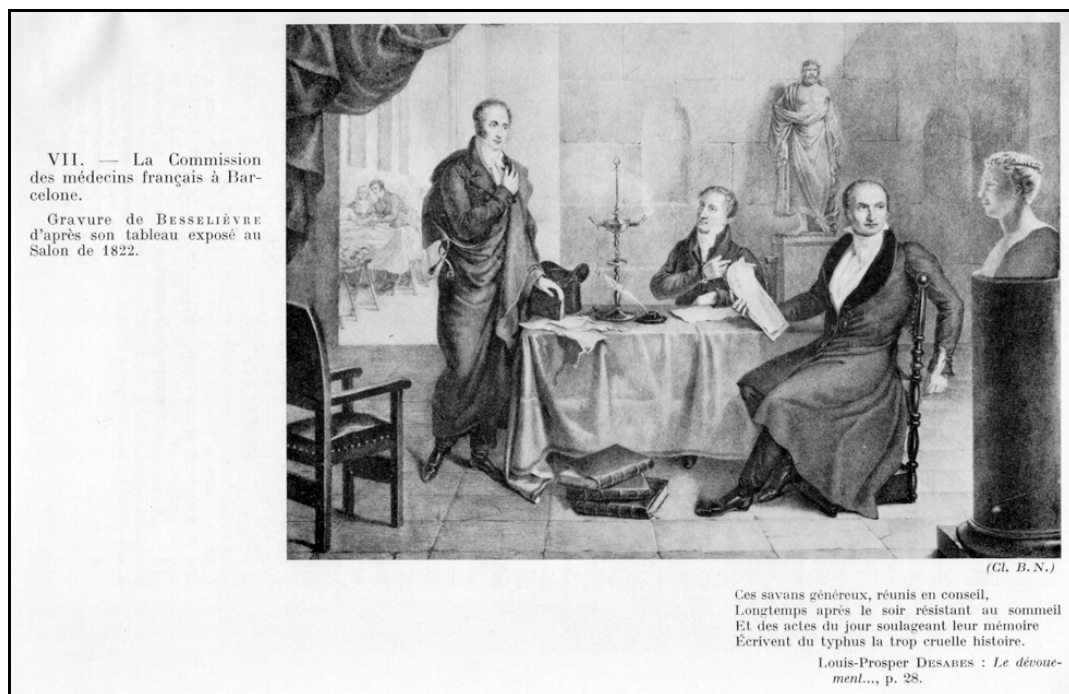 VII. — La Commission
des médecins français à Bar-
celone.
Gravure de BESSELIÈVRE
d'après son tableau exposé au
Salon de 1822.
(Cl. B. N.)
Ces savans généreux, réunis en conseil,
Longtemps après le soir résistant au sommeil
Et des actes du jour soulageant leur mémoire
Écrivent du typhus la trop cruelle histoire.
Louis-Prosper DESABES : Le dévoue-
ment..., p. 28.